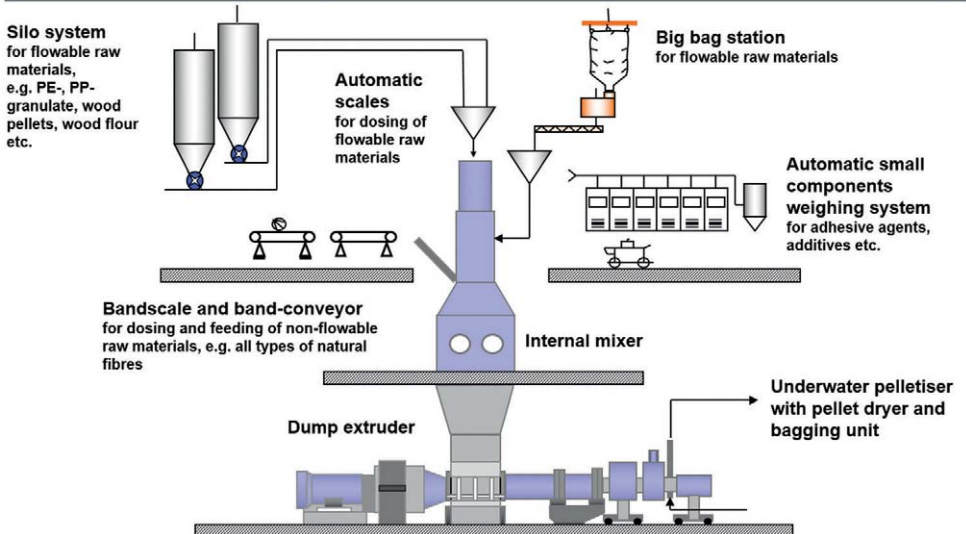 Silo system
for flowable raw
materials,
e.g. PE-, PP-
granulate, wood
pellets, wood flour
etc.
Automatic
scales
for dosing of
flowable raw
materials
Big bag station
for flowable raw materials
Automatic small
components
weighing system
for adhesive agents,
additives etc.
Bandscale and band-conveyor
for dosing and feeding of non-flowable
raw materials, e.g. all types of natural
fibres
Internal mixer
Dump extruder
Underwater pelletiser
with pellet dryer and
bagging unit